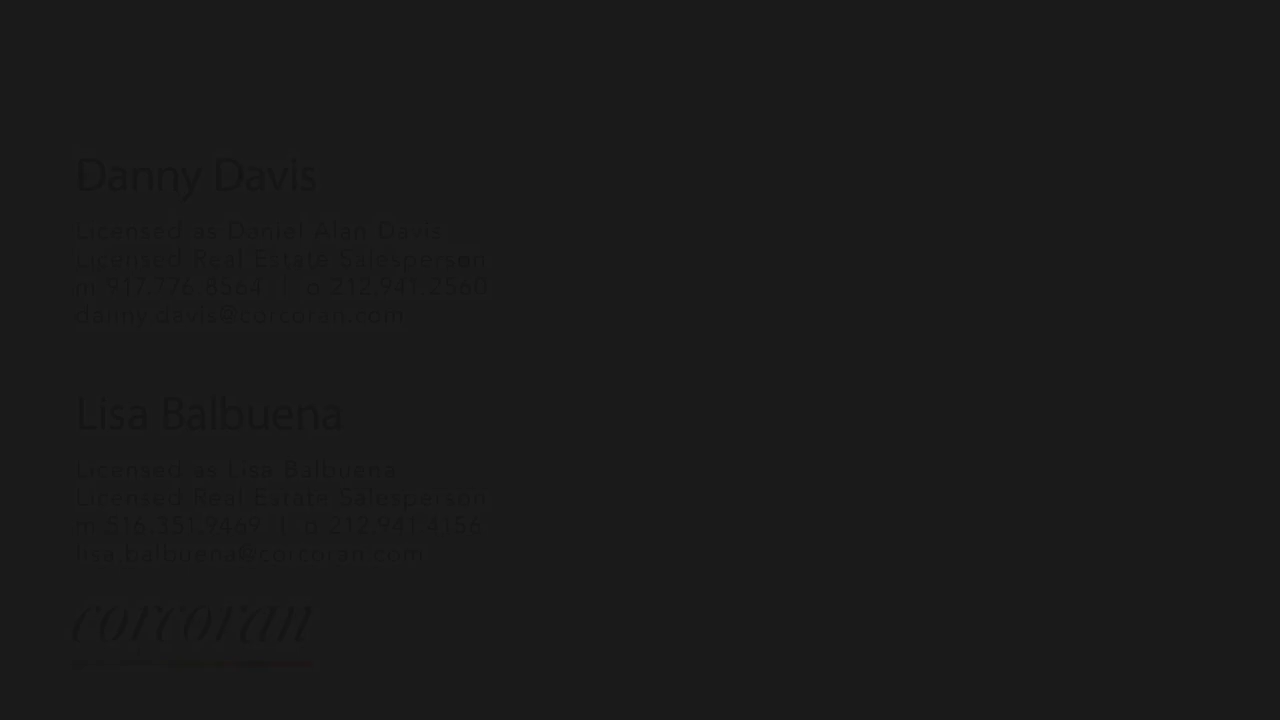 Danny Davis
Licensed as Daniel Alan Davis
Licensed Real Estate Salesperson
m 917.776.8564 | o 212.941.2560
danny.davis@corcoran.com
Lisa Balbuena
Licensed as Lisa Balbuena
Licensed Real Estate Salesperson
m 516.351.9469 | o 212.941.4156
lisa.balbuena@corcoran.com
corcoran